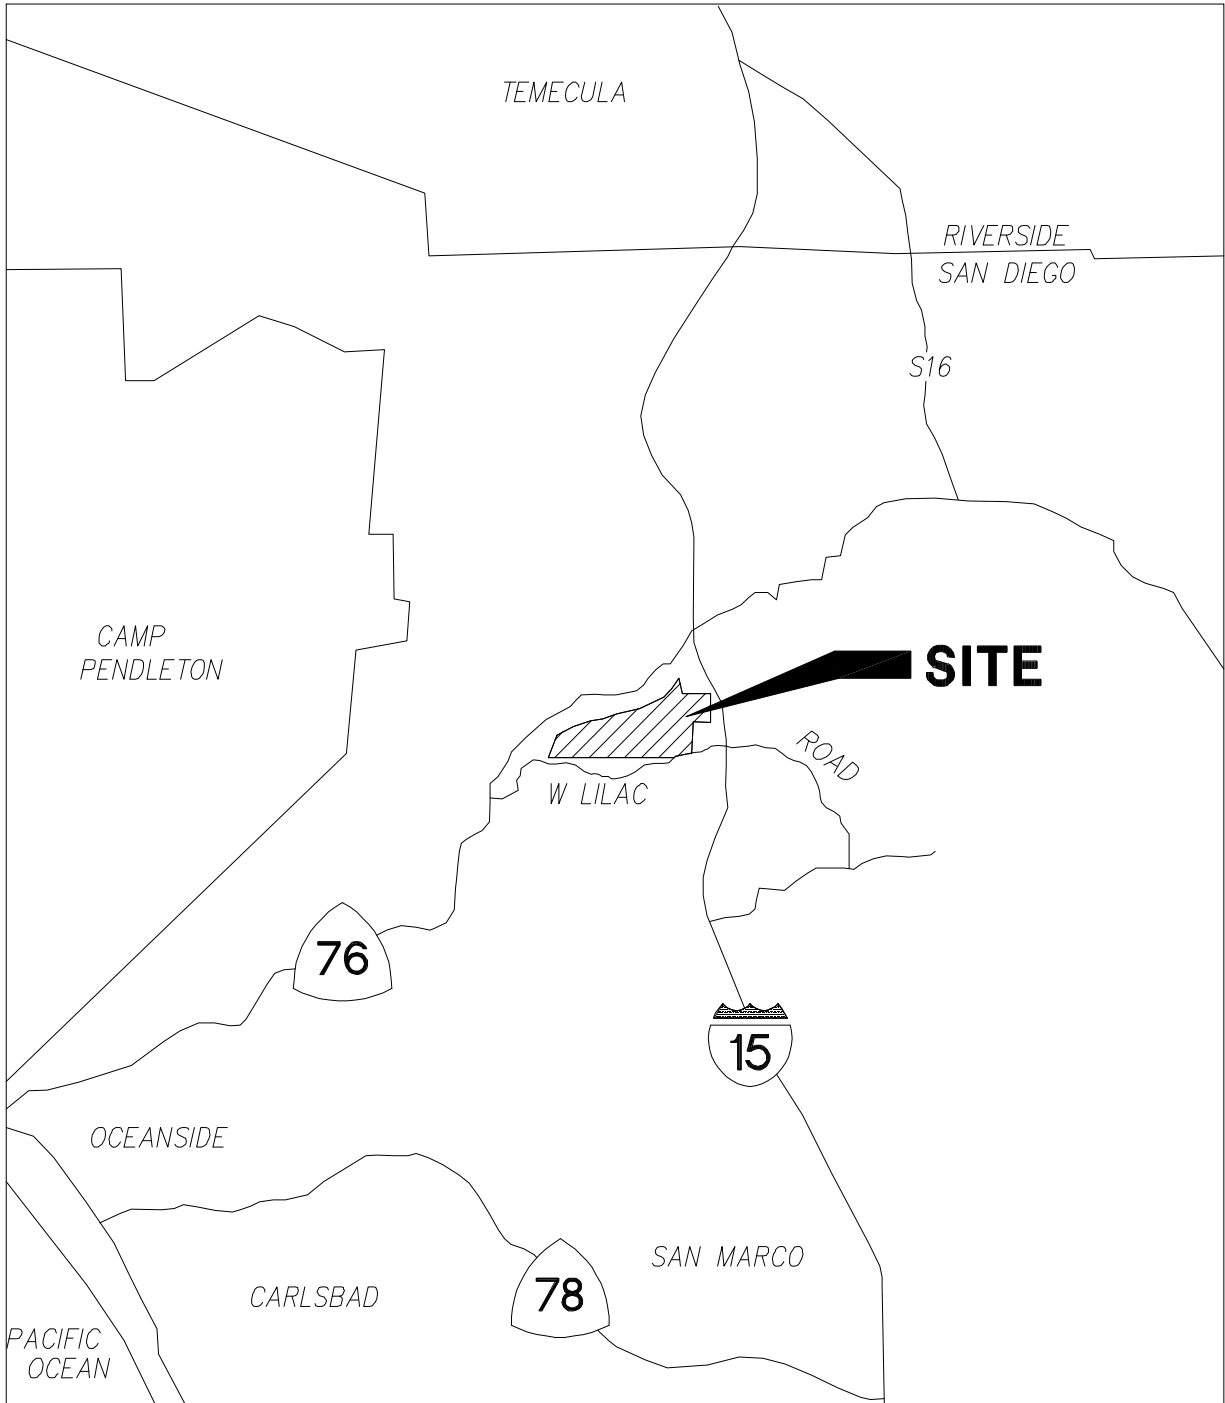 TEMECULA
RIVERSIDE
SAN DIEGO
S16
CAMP
PENDLETON
SITE
ROAD
W LILAC
76
15
OCEANSIDE
SAN MARCO
CARLSBAD
78
PACIFIC
OCEAN